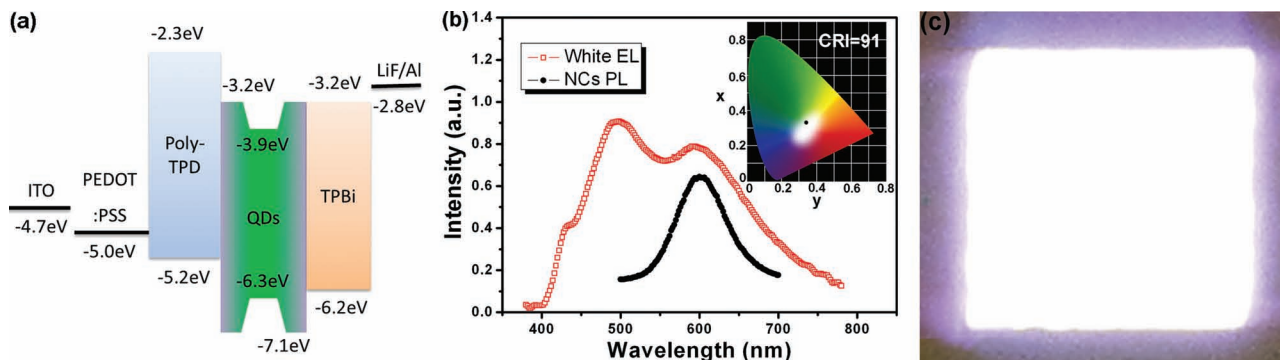 (a)
-2.3eV
-3.2eV
-3.2eV
LiF/Al
-2.8eV
-3.9eV
Poly-
TPD
ITO
-4.7eV
PEDOT
:PSS
-5.0eV
QDs
TPBi
-5.2eV
-6.3eV
-6.2eV
-7.1eV
(b)
1.4
1.2
1.0
0.8
0.6
0.4
0.2
0.0
Intensity (a.u.)
White EL
NCs PL
CRI=91
0.8
0.6
x
0.4
0.2
0
0 0.2 0.4 0.6 0.8
y
400 500 600 700 800
Wavelength (nm)
(c)